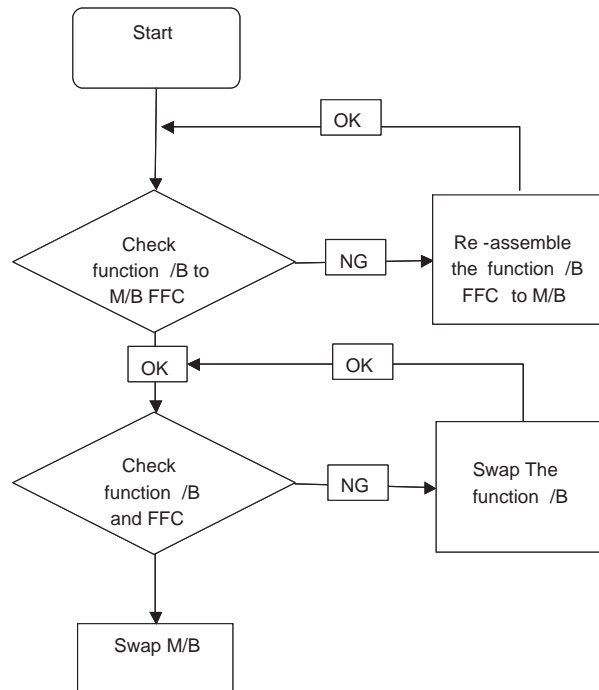 Start
OK
Check
function /B to
M/B FFC
NG
Re -assemble
the function /B
FFC to M/B
OK
OK
Check
function /B
and FFC
NG
Swap The
function /B
Swap M/B